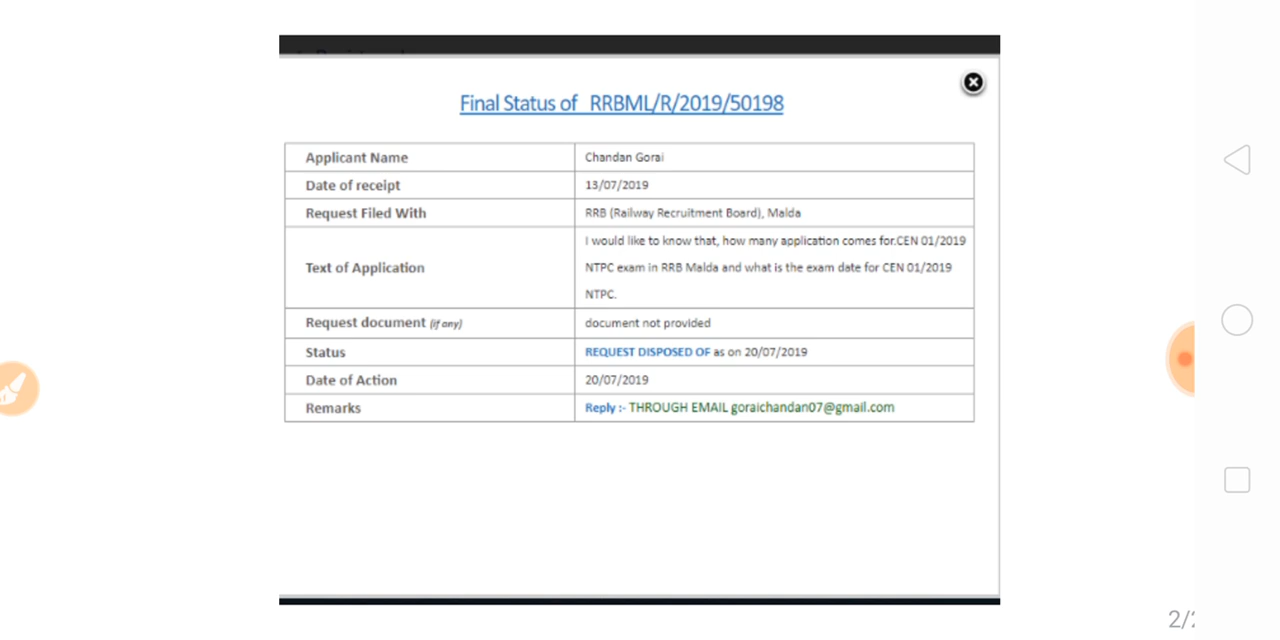 Final Status of RRBML/R/2019/50198
Applicant Name Chandan Gorai
Date of receipt 13/07/2019
Request Filed With RRB (Railway Recruitment Board), Malda
Text of Application I would like to know that, how many application comes for.CEN 01/2019
NTPC exam in RRB Malda and what is the exam date for CEN 01/2019
NTPC.
Request document (if any) document not provided
Status REQUEST DISPOSED OF as on 20/07/2019
Date of Action 20/07/2019
Remarks Reply :- THROUGH EMAIL goraichandan07@gmail.com
2/